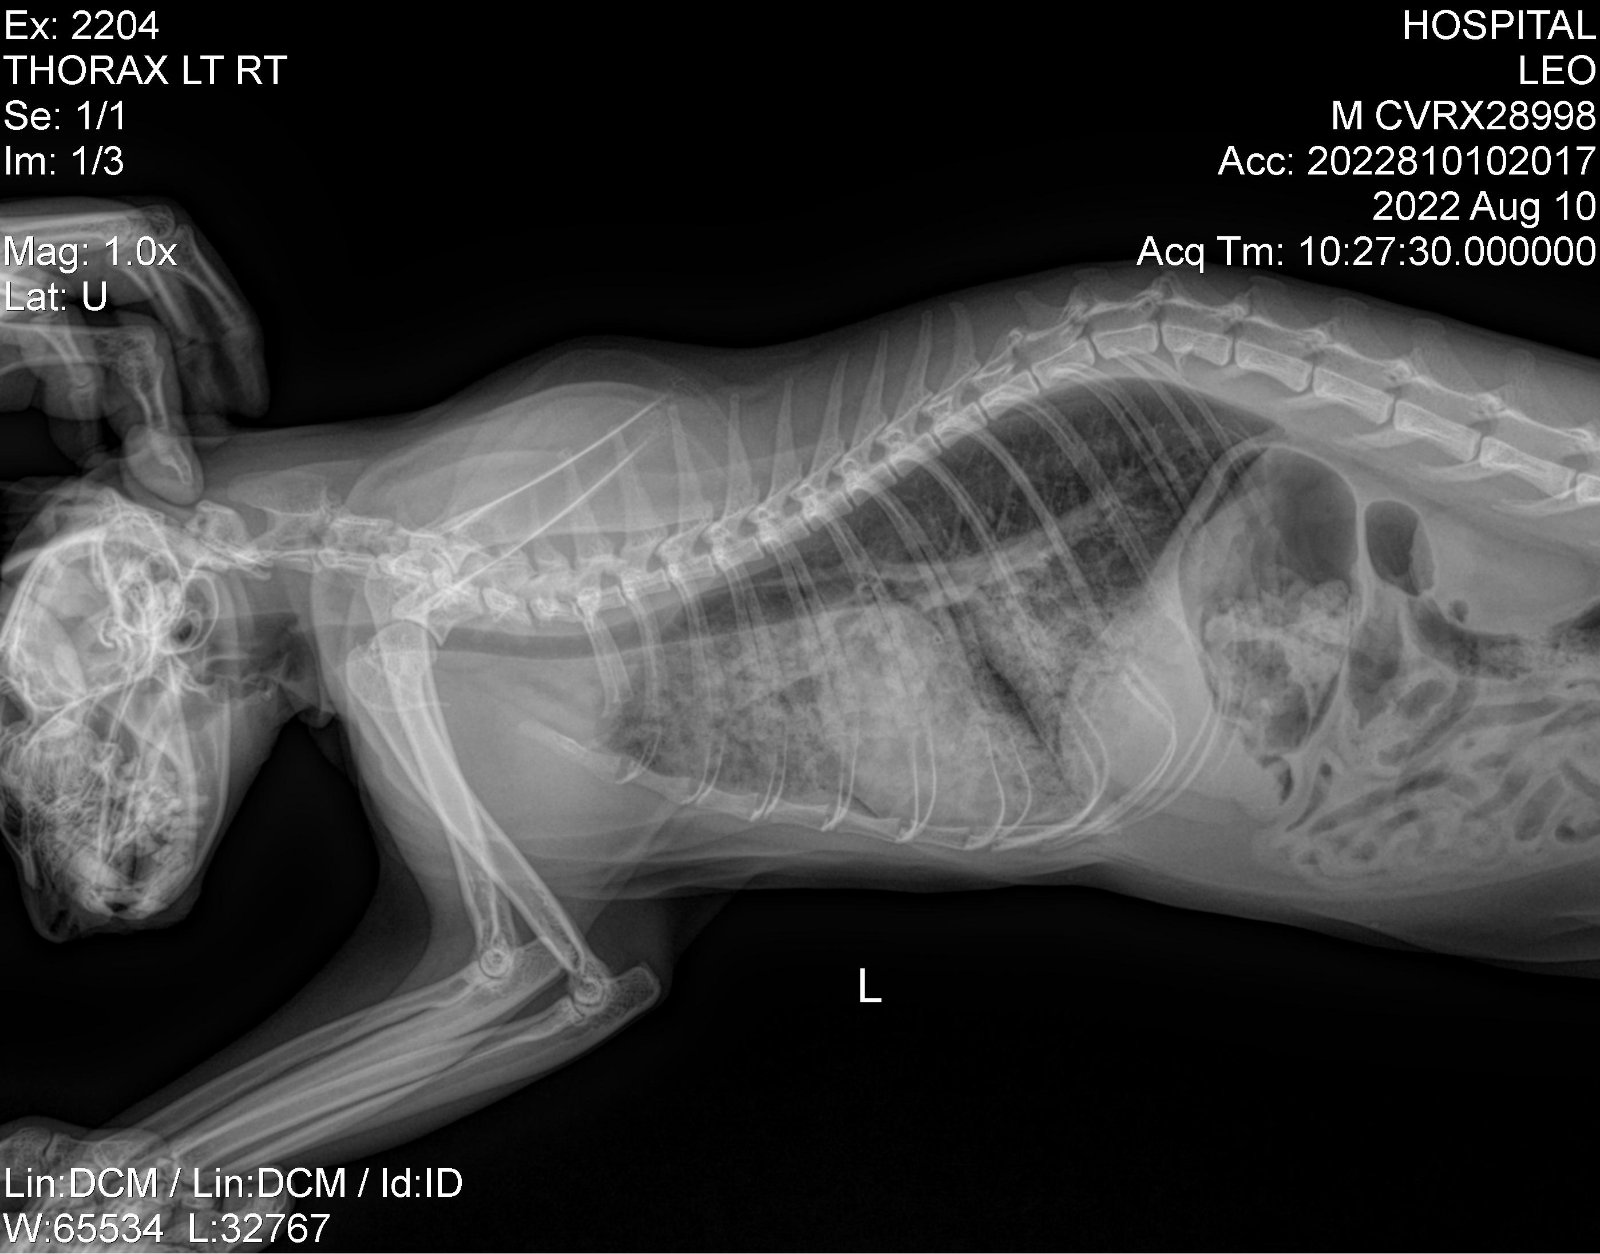 Ex: 2204
THORAX LT RT
Se: 1/1
Im: 1/3
Mag: 1.0x
Lat: U
HOSPITAL
LEO
M CVRX28998
Acc: 2022810102017
2022 Aug 10
Acq Tm: 10:27:30.000000
L
Lin:DCM / Lin:DCM / Id:ID
W:65534 L:32767